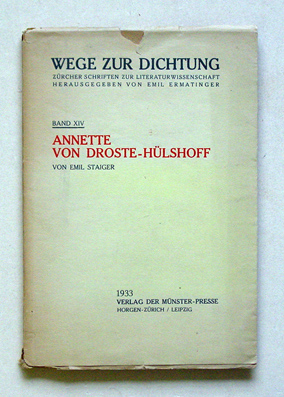 WEGE ZUR DICHTUNG
ZÜRCHER SCHRIFTEN ZUR LITERATURWISSENSCHAFT
HERAUSGEGEBEN VON EMIL ERMATINGER
BAND XIV
ANNETTE
VON DROSTE-HÜLSHOFF
VON EMIL STAIGER
1933
VERLAG DER MÜNSTER-PRESSE
HORGEN-ZÜRICH / LEIPZIG